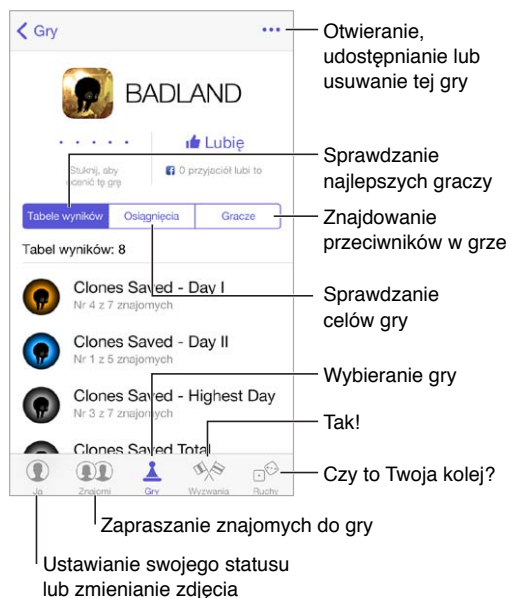 Gry
BADLAND
Lubię
Stuknij, aby
ocenić tę grę
0 przyjaciół lubi to
Tabele wyników
Osiągnięcia
Gracze
Tabel wyników: 8
Clones Saved - Day I
Nr 4 z 7 znajomych
Clones Saved - Day II
Nr 1 z 5 znajomych
Clones Saved - Highest Day
Nr 3 z 7 znajomych
Clones Saved Total
Ja
Znajomi
Gry
Wyzwania
Ruchy
Otwieranie,
udostępnianie lub
usuwanie tej gry
Sprawdzanie
najlepszych graczy
Znajdowanie
przeciwników w grze
Sprawdzanie
celów gry
Wybieranie gry
Tak!
Czy to Twoja kolej?
Zapraszanie znajomych do gry
Ustawianie swojego statusu
lub zmienianie zdjęcia